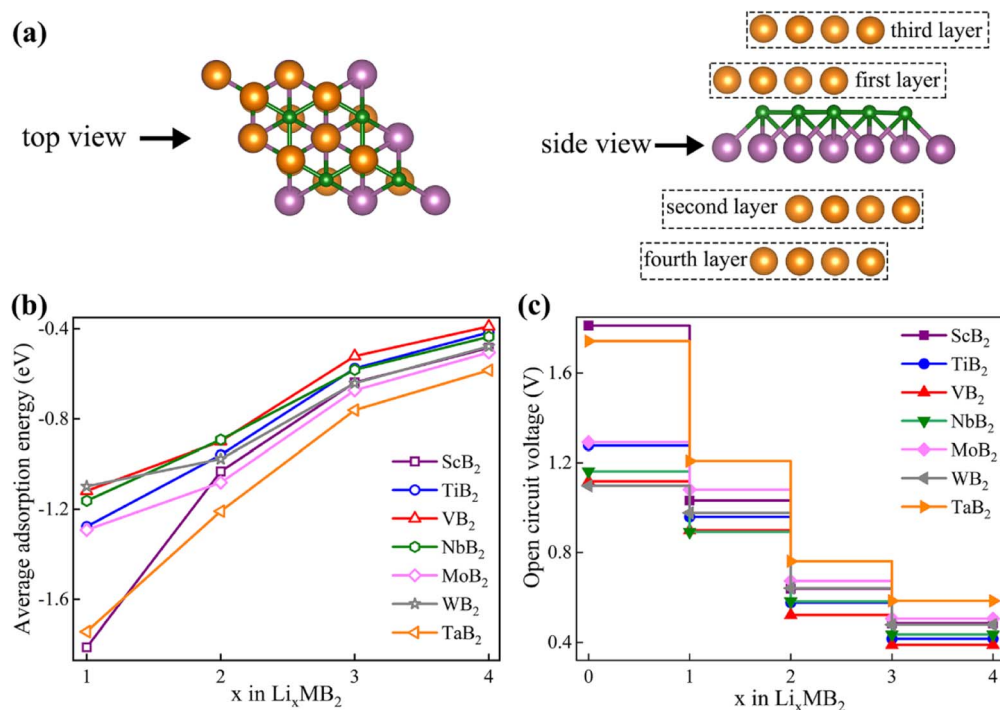 (a)
top view
side view
third layer
first layer
second layer
fourth layer
(b)
Average adsorption energy (eV)
-0.4
-0.8
-1.2
-1.6
1
2
3
4
x in LiₓMB₂
ScB₂
TiB₂
VB₂
NbB₂
MoB₂
WB₂
TaB₂
(c)
Open circuit voltage (V)
1.6
1.2
0.8
0.4
0
1
2
3
4
x in LiₓMB₂
ScB₂
TiB₂
VB₂
NbB₂
MoB₂
WB₂
TaB₂